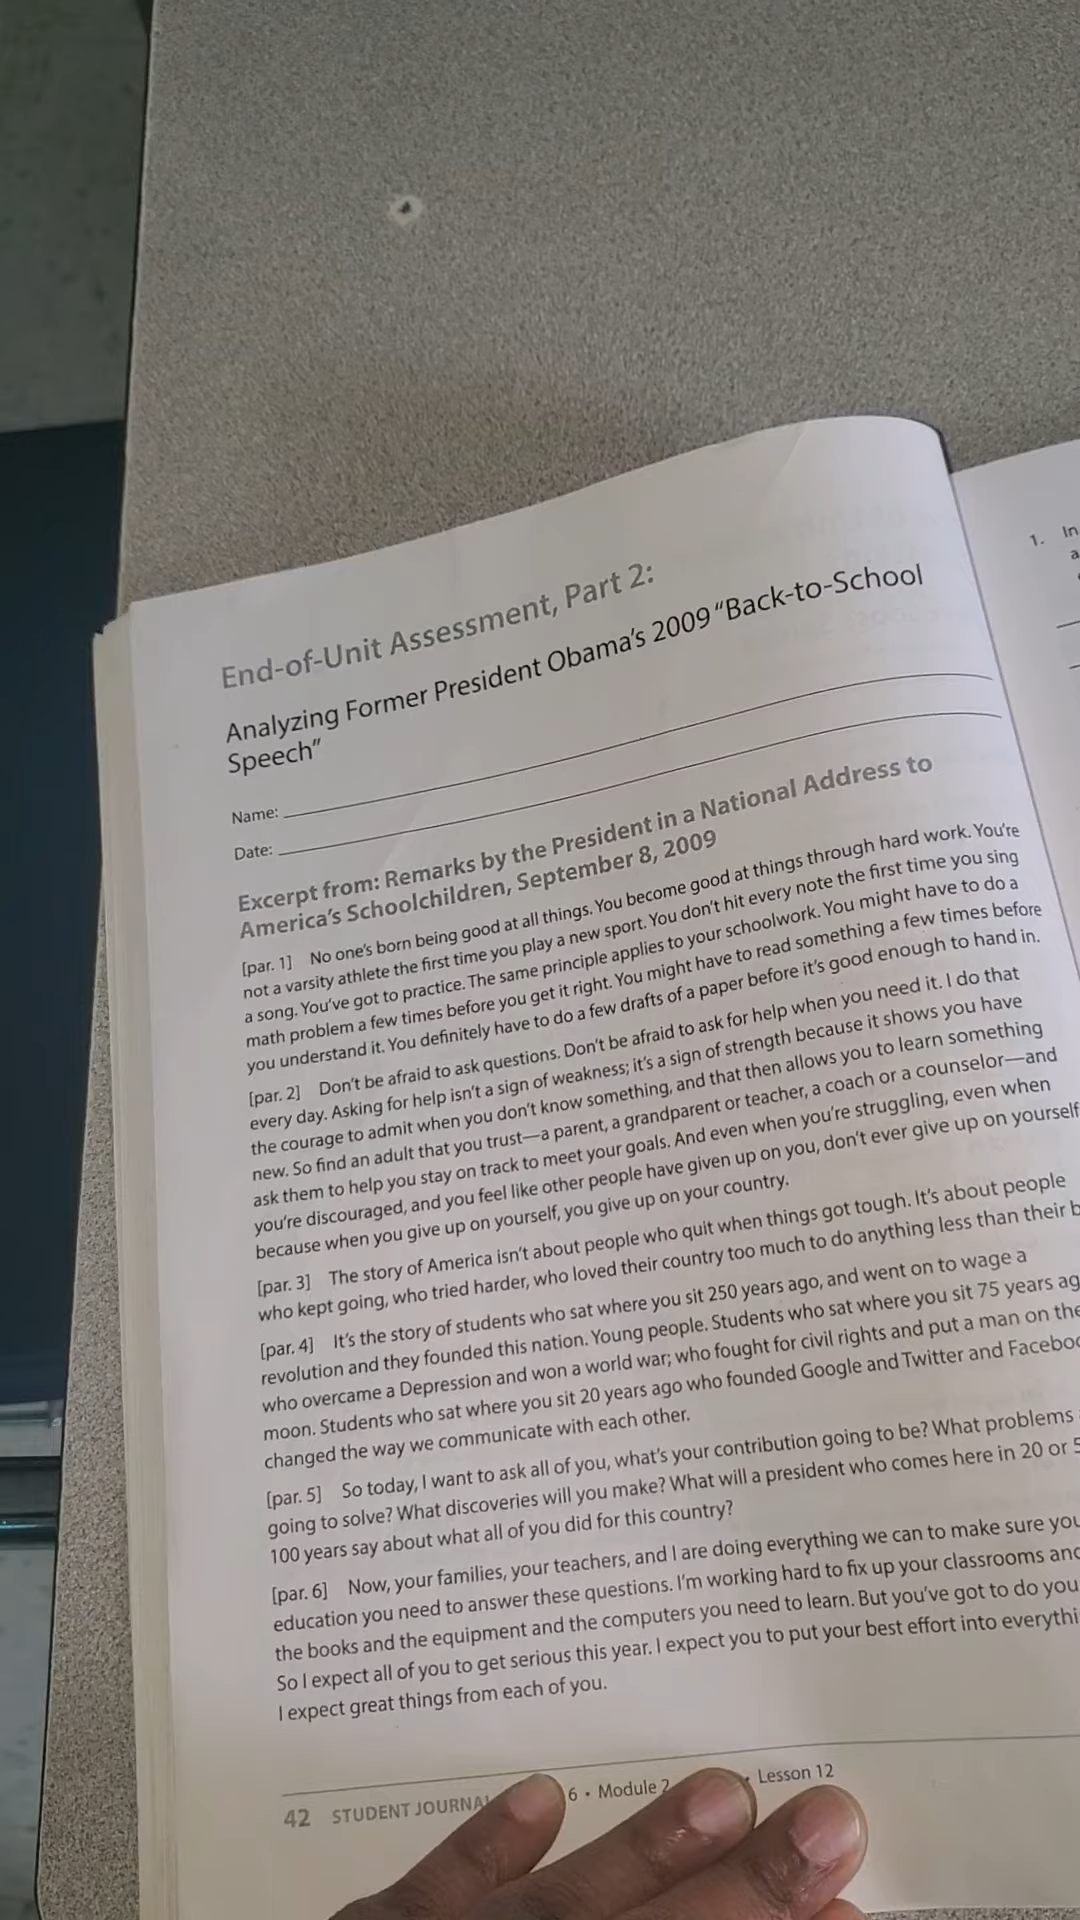 End-of-Unit Assessment, Part 2:
Analyzing Former President Obama's 2009 "Back-to-School
Speech"
Name:
Date:
Excerpt from: Remarks by the President in a National Address to
America's Schoolchildren, September 8, 2009
[par. 1] No one's born being good at all things. You become good at things through hard work. You're
not a varsity athlete the first time you play a new sport. You don't hit every note the first time you sing
a song. You've got to practice. The same principle applies to your schoolwork. You might have to do a
math problem a few times before you get it right. You might have to read something a few times before
you understand it. You definitely have to do a few drafts of a paper before it's good enough to hand in.
[par. 2] Don't be afraid to ask questions. Don't be afraid to ask for help when you need it. I do that
every day. Asking for help isn't a sign of weakness; it's a sign of strength because it shows you have
the courage to admit when you don't know something, and that then allows you to learn something
new. So find an adult that you trust—a parent, a grandparent or teacher, a coach or a counselor—and
ask them to help you stay on track to meet your goals. And even when you're struggling, even when
you're discouraged, and you feel like other people have given up on you, don't ever give up on yourself
because when you give up on yourself, you give up on your country.
[par. 3] The story of America isn't about people who quit when things got tough. It's about people
who kept going, who tried harder, who loved their country too much to do anything less than their
[par. 4] It's the story of students who sat where you sit 250 years ago, and went on to wage a
revolution and they founded this nation. Young people. Students who sat where you sit 75 years
who overcame a Depression and won a world war; who fought for civil rights and put a man on the
moon. Students who sat where you sit 20 years ago who founded Google and Twitter and
changed the way we communicate with each other.
[par. 5] So today, I want to ask all of you, what's your contribution going to be? What problems
going to solve? What discoveries will you make? What will a president who comes here in 20 or
100 years say about what all of you did for this country?
[par. 6] Now, your families, your teachers, and I are doing everything we can to make sure
education you need to answer these questions. I'm working hard to fix up your classrooms
the books and the equipment and the computers you need to learn. But you've got to do
So I expect all of you to get serious this year. I expect you to put your best effort into
I expect great things from each of you.
42 STUDENT 6 • Module 2 • Lesson 12
1. In
a